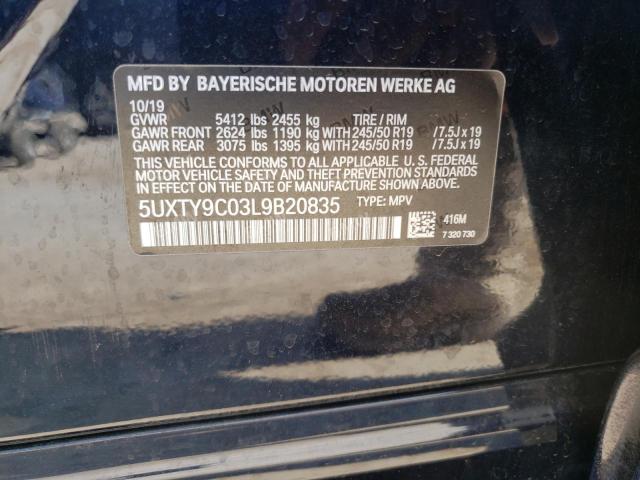 MFD BY BAYERISCHE MOTOREN WERKE AG
10/19
GVWR 5412 lbs 2455 kg TIRE / RIM
GAWR FRONT 2624 lbs 1190 kg WITH 245/50 R19 / 7.5J x 19
GAWR REAR 3075 lbs 1395 kg WITH 245/50 R19 / 7.5J x 19
THIS VEHICLE CONFORMS TO ALL APPLICABLE U. S. FEDERAL
MOTOR VEHICLE SAFETY AND THEFT PREVENTION STANDARDS
IN EFFECT ON THE DATE OF MANUFACTURE SHOWN ABOVE.
5UXTY9C03L9B20835 TYPE: MPV
416M
7 320 730